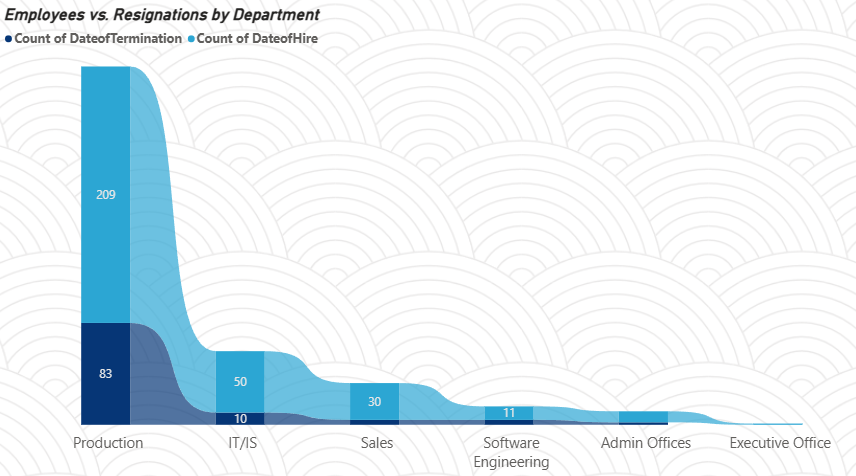 Employees vs. Resignations by Department
Count of DateofTermination Count of DateofHire
209
83
50
10
30
11
Production IT/IS Sales Software Admin Offices Executive Office
Engineering